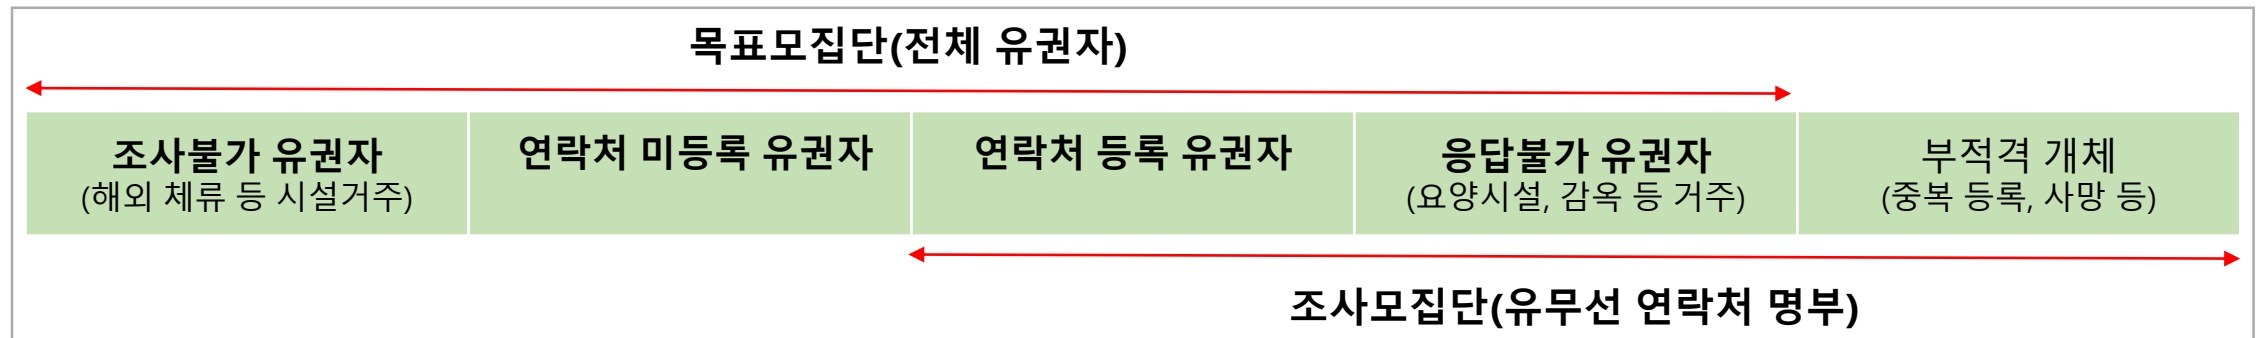 목표모집단(전체 유권자)
조사불가 유권자
(해외 체류 등 시설거주)
연락처 미등록 유권자
연락처 등록 유권자
응답불가 유권자
(요양시설, 감옥 등 거주)
부적격 개체
(중복 등록, 사망 등)
조사모집단(유무선 연락처 명부)